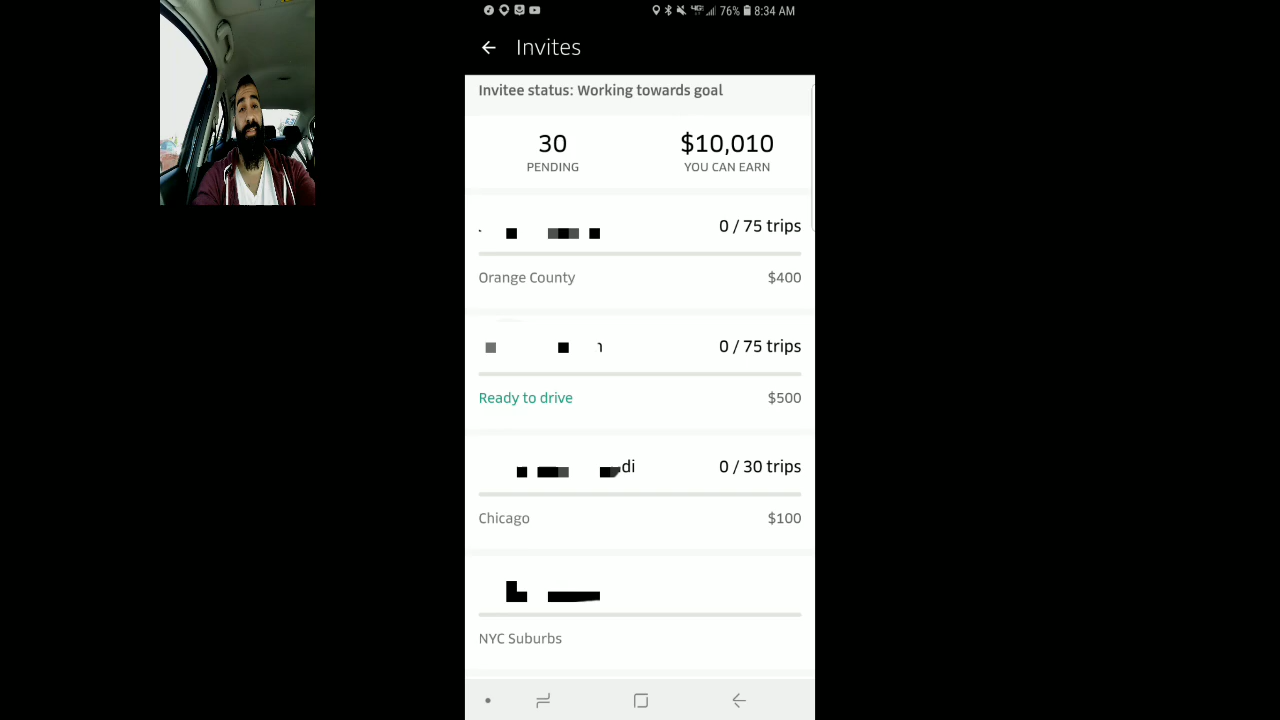 76% 8:34 AM
Invites
Invitee status: Working towards goal
30 $10,010
PENDING YOU CAN EARN
0 / 75 trips
Orange County $400
0 / 75 trips
Ready to drive $500
di 0 / 30 trips
Chicago $100
NYC Suburbs